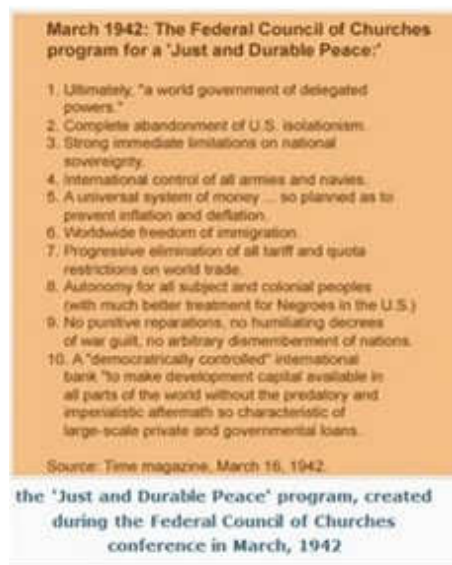 March 1942: The Federal Council of Churches
program for a 'Just and Durable Peace:'
1. Ultimately, "a world government of delegated
powers."
2. Complete abandonment of U.S. isolationism.
3. Strong immediate limitations on national
sovereignty.
4. International control of all armies and navies.
5. A universal system of money ... so planned as to
prevent inflation and deflation.
6. Worldwide freedom of immigration.
7. Progressive elimination of all tariff and quota
restrictions on world trade.
8. Autonomy for all subject and colonial peoples
(with much better treatment for Negroes in the U.S.)
9. No punitive reparations, no humiliating decrees
of war guilt, no arbitrary dismemberment of nations.
10. A "democratically controlled" international
bank "to make development capital available in
all parts of the world without the predatory and
imperialistic aftermath so characteristic of
large-scale private and governmental loans.
Source: Time magazine, March 16, 1942.
the 'Just and Durable Peace' program, created
during the Federal Council of Churches
conference in March, 1942